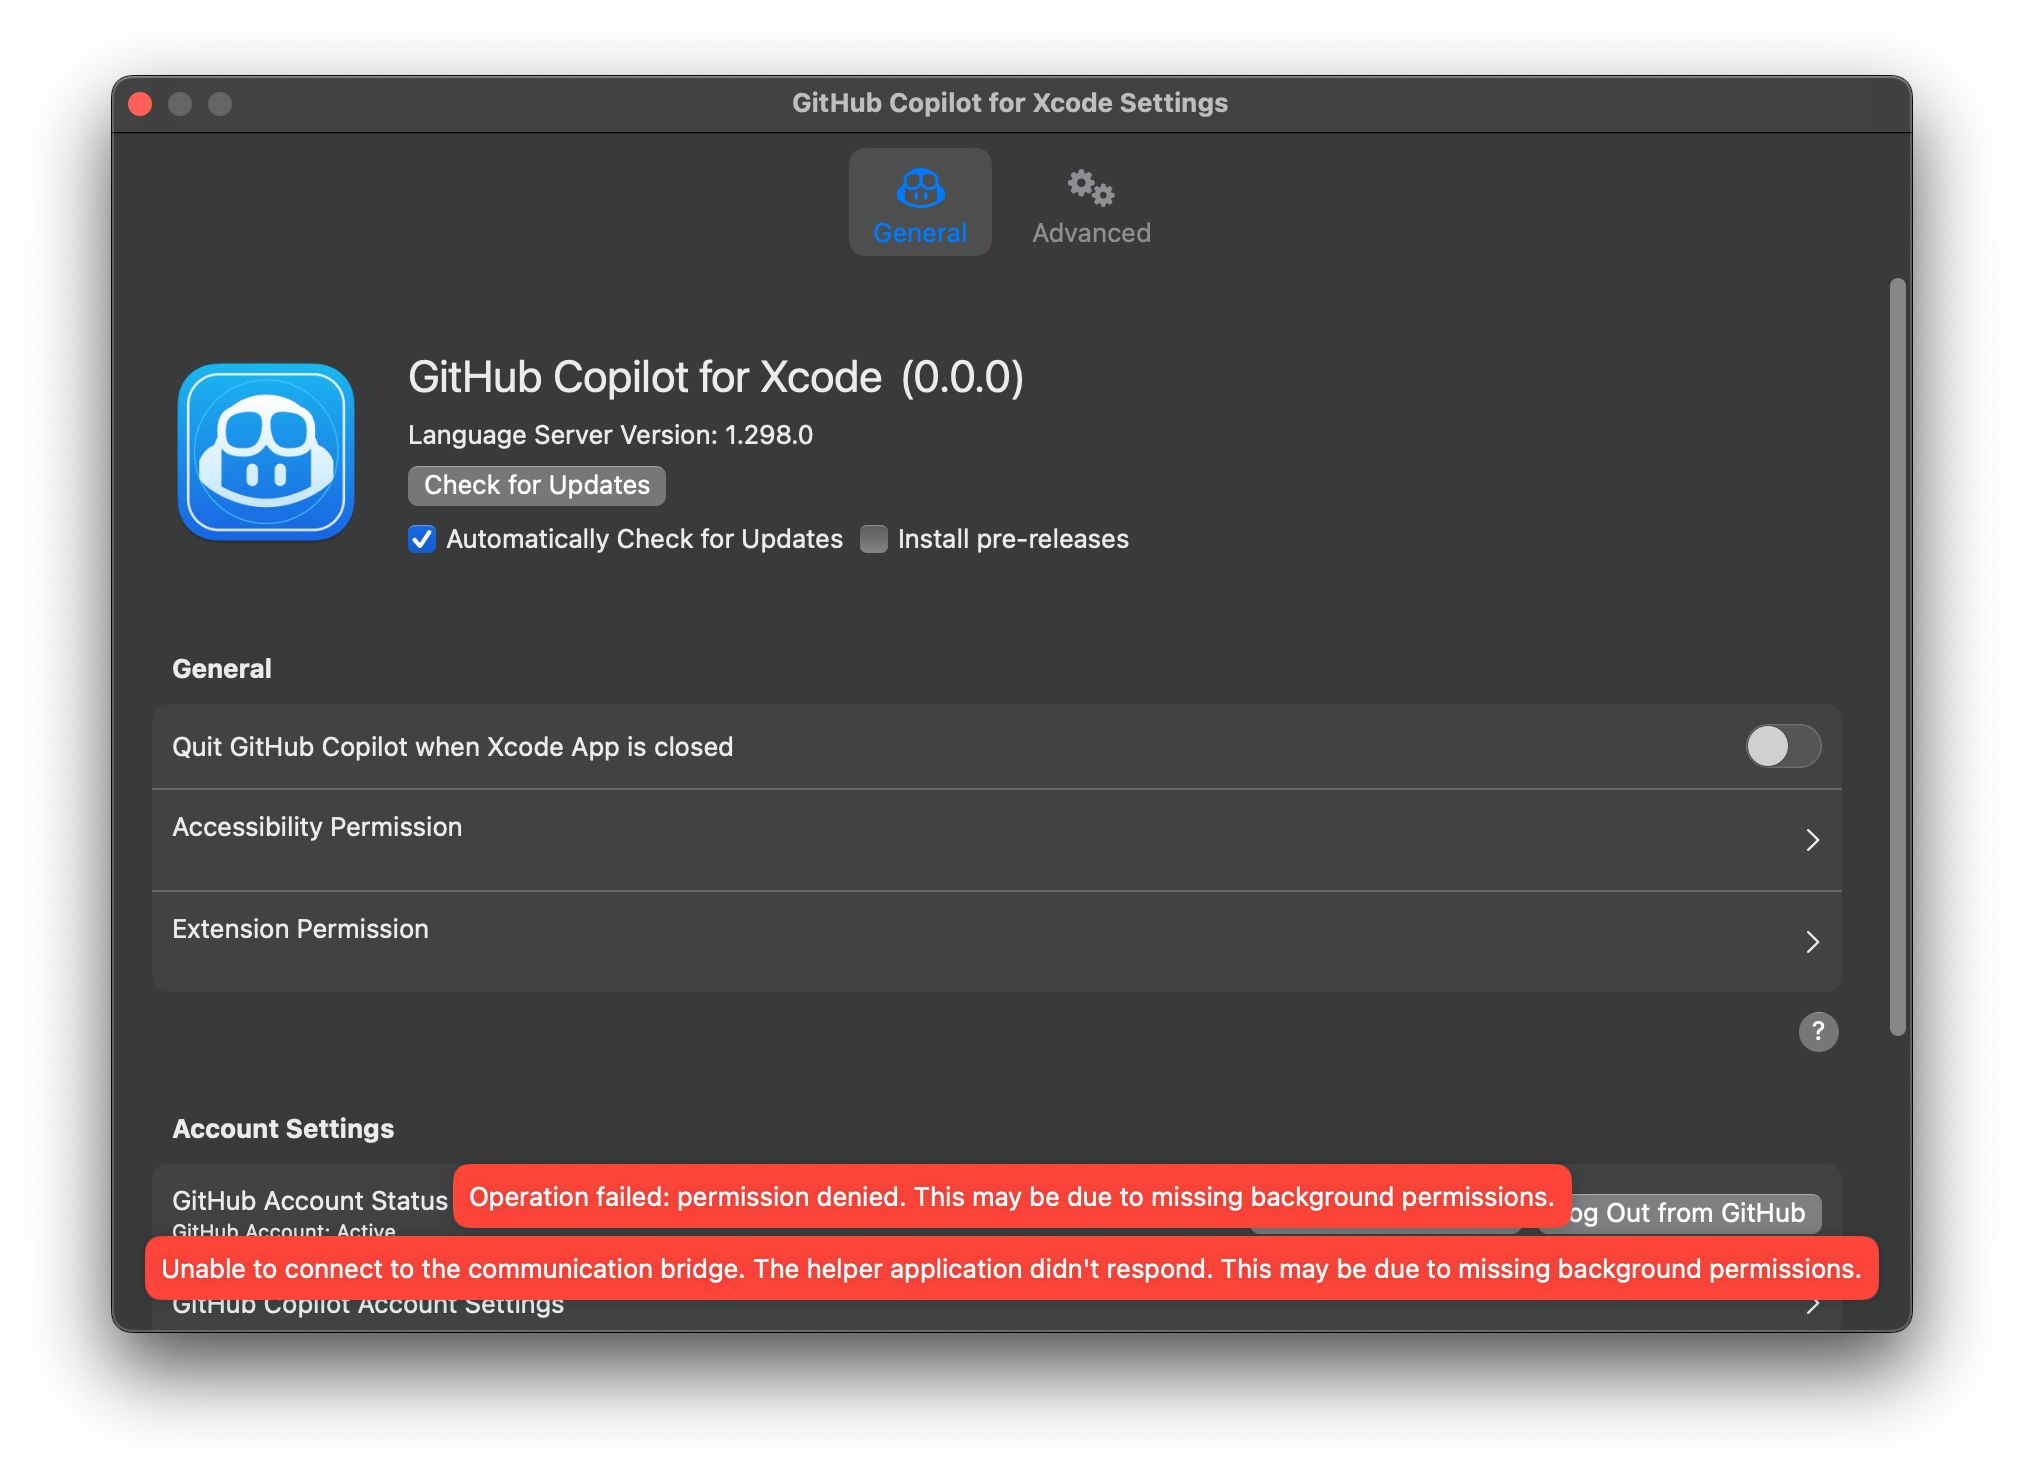 GitHub Copilot for Xcode Settings
General
Advanced
GitHub Copilot for Xcode (0.0.0)
Language Server Version: 1.298.0
Check for Updates
Automatically Check for Updates
Install pre-releases
General
Quit GitHub Copilot when Xcode App is closed
Accessibility Permission
Extension Permission
?
Account Settings
GitHub Account Status
Operation failed: permission denied. This may be due to missing background permissions.
og Out from GitHub
GitHub Account: Active
Unable to connect to the communication bridge. The helper application didn't respond. This may be due to missing background permissions.
GitHub Copilot Account Settings